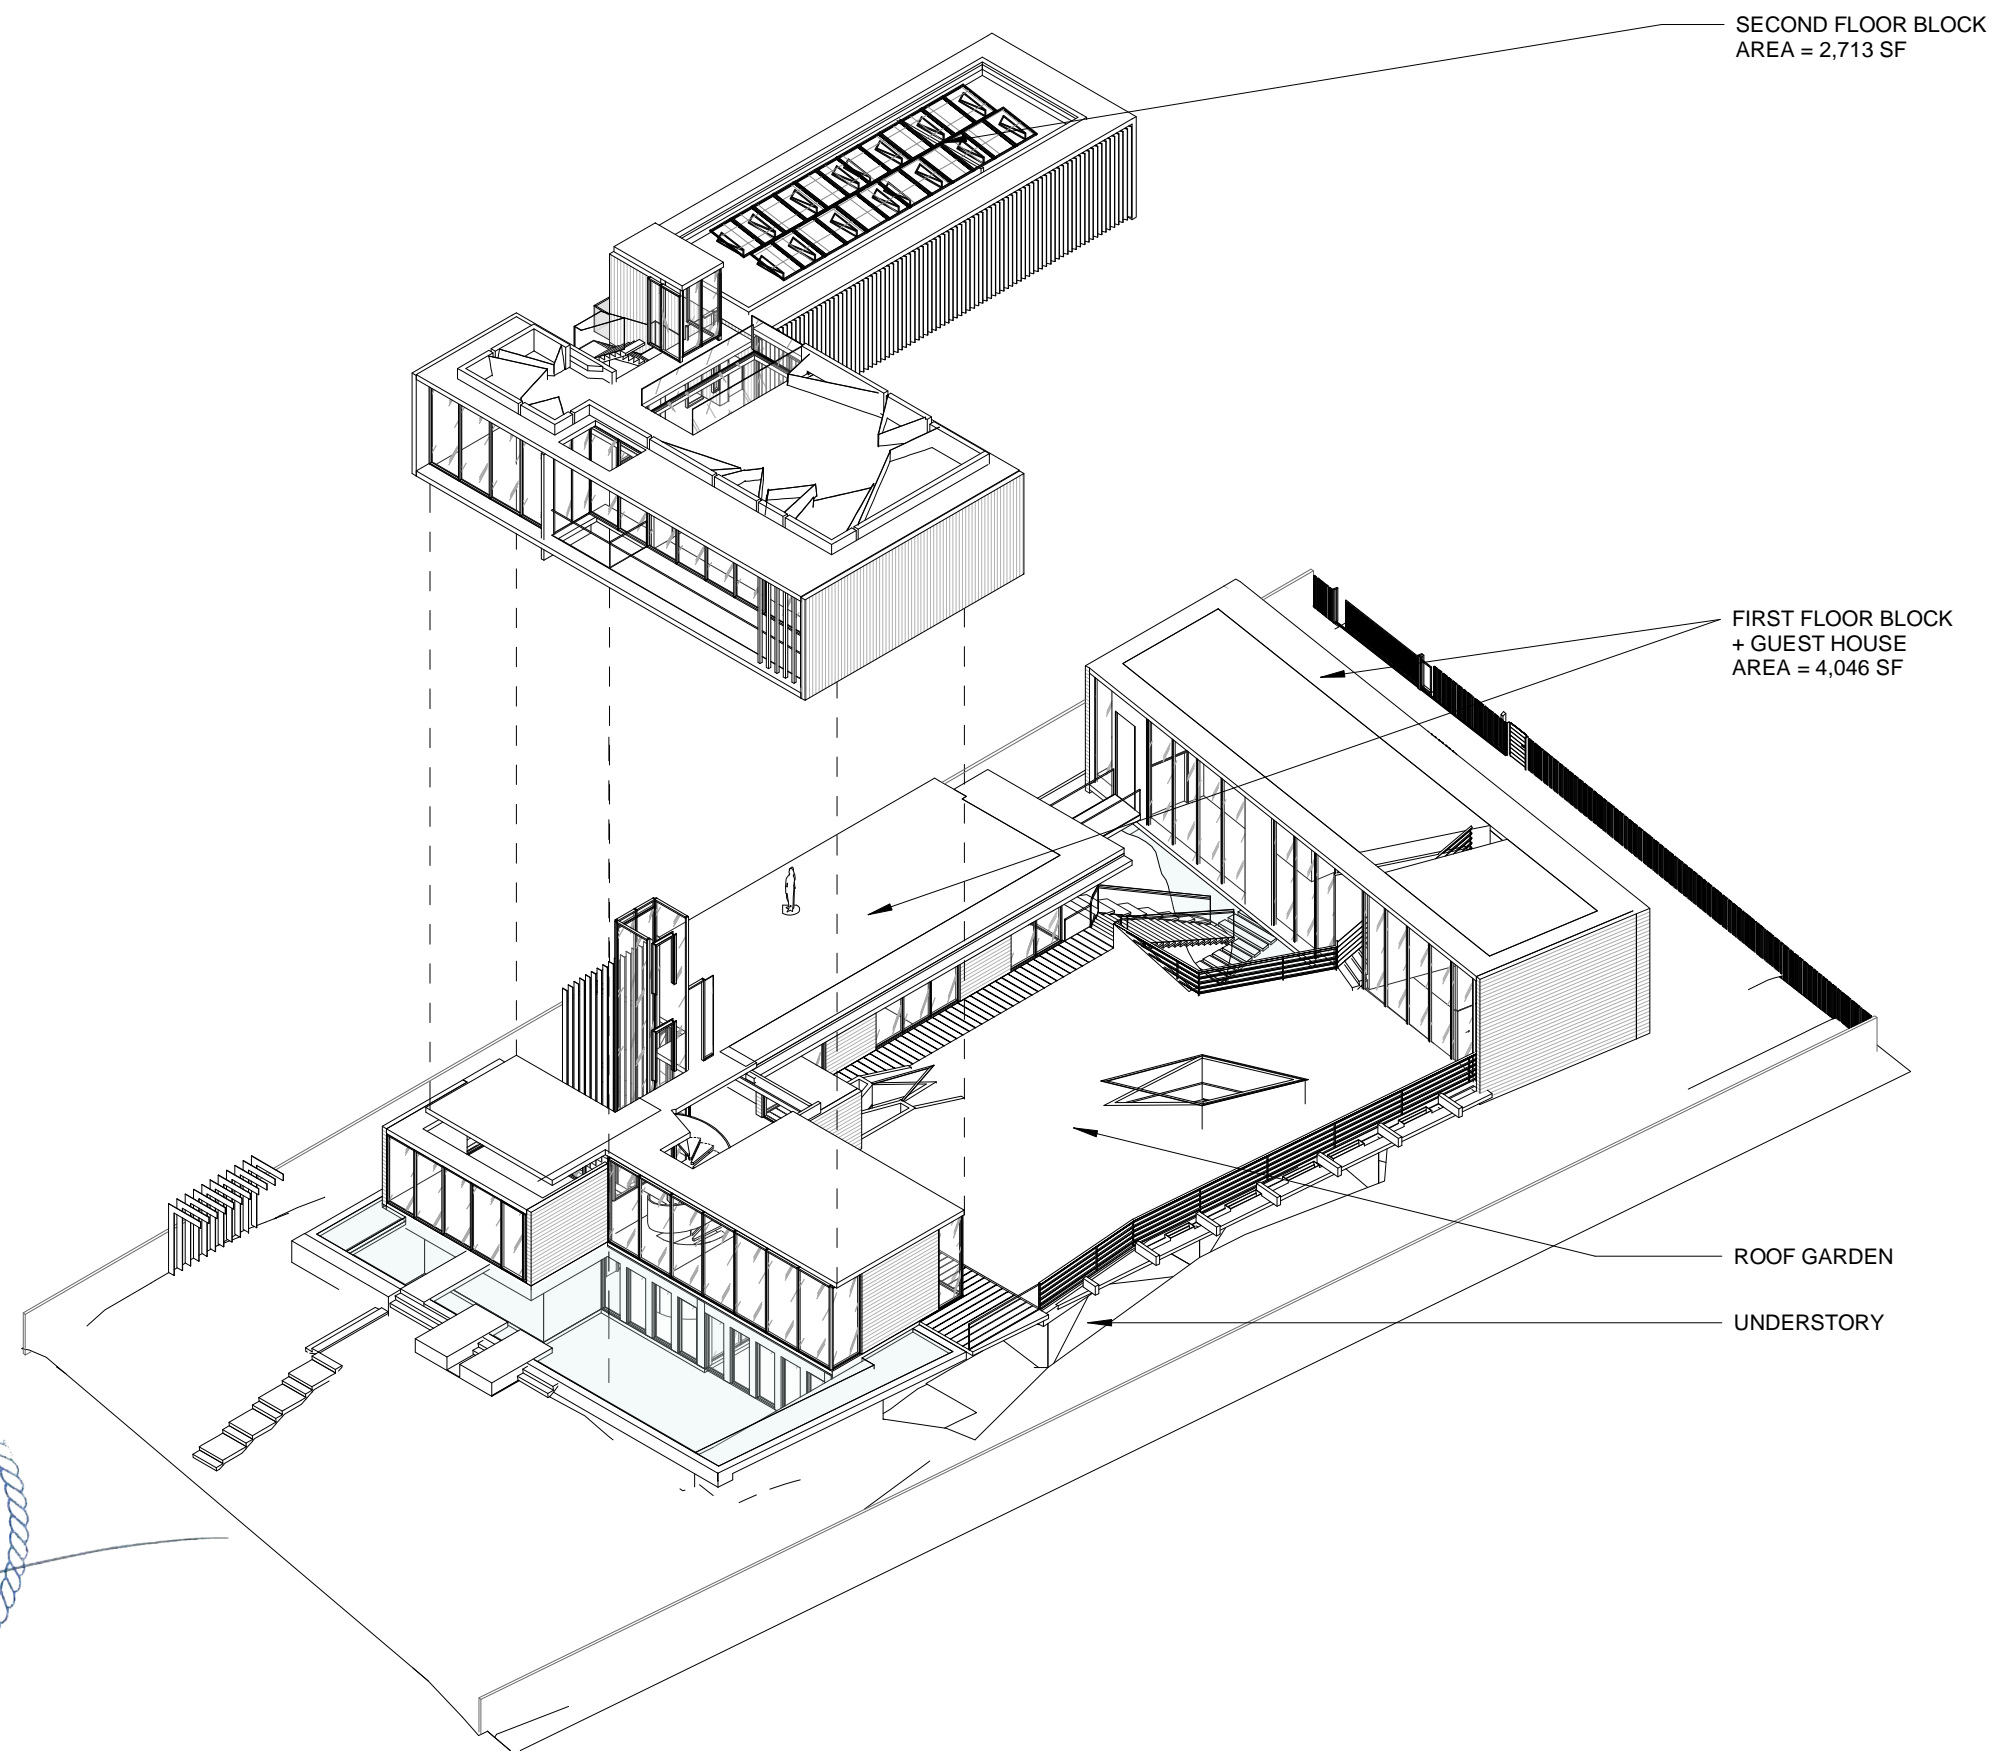 SECOND FLOOR BLOCK
AREA = 2,713 SF
FIRST FLOOR BLOCK
+ GUEST HOUSE
AREA = 4,046 SF
ROOF GARDEN
UNDERSTORY